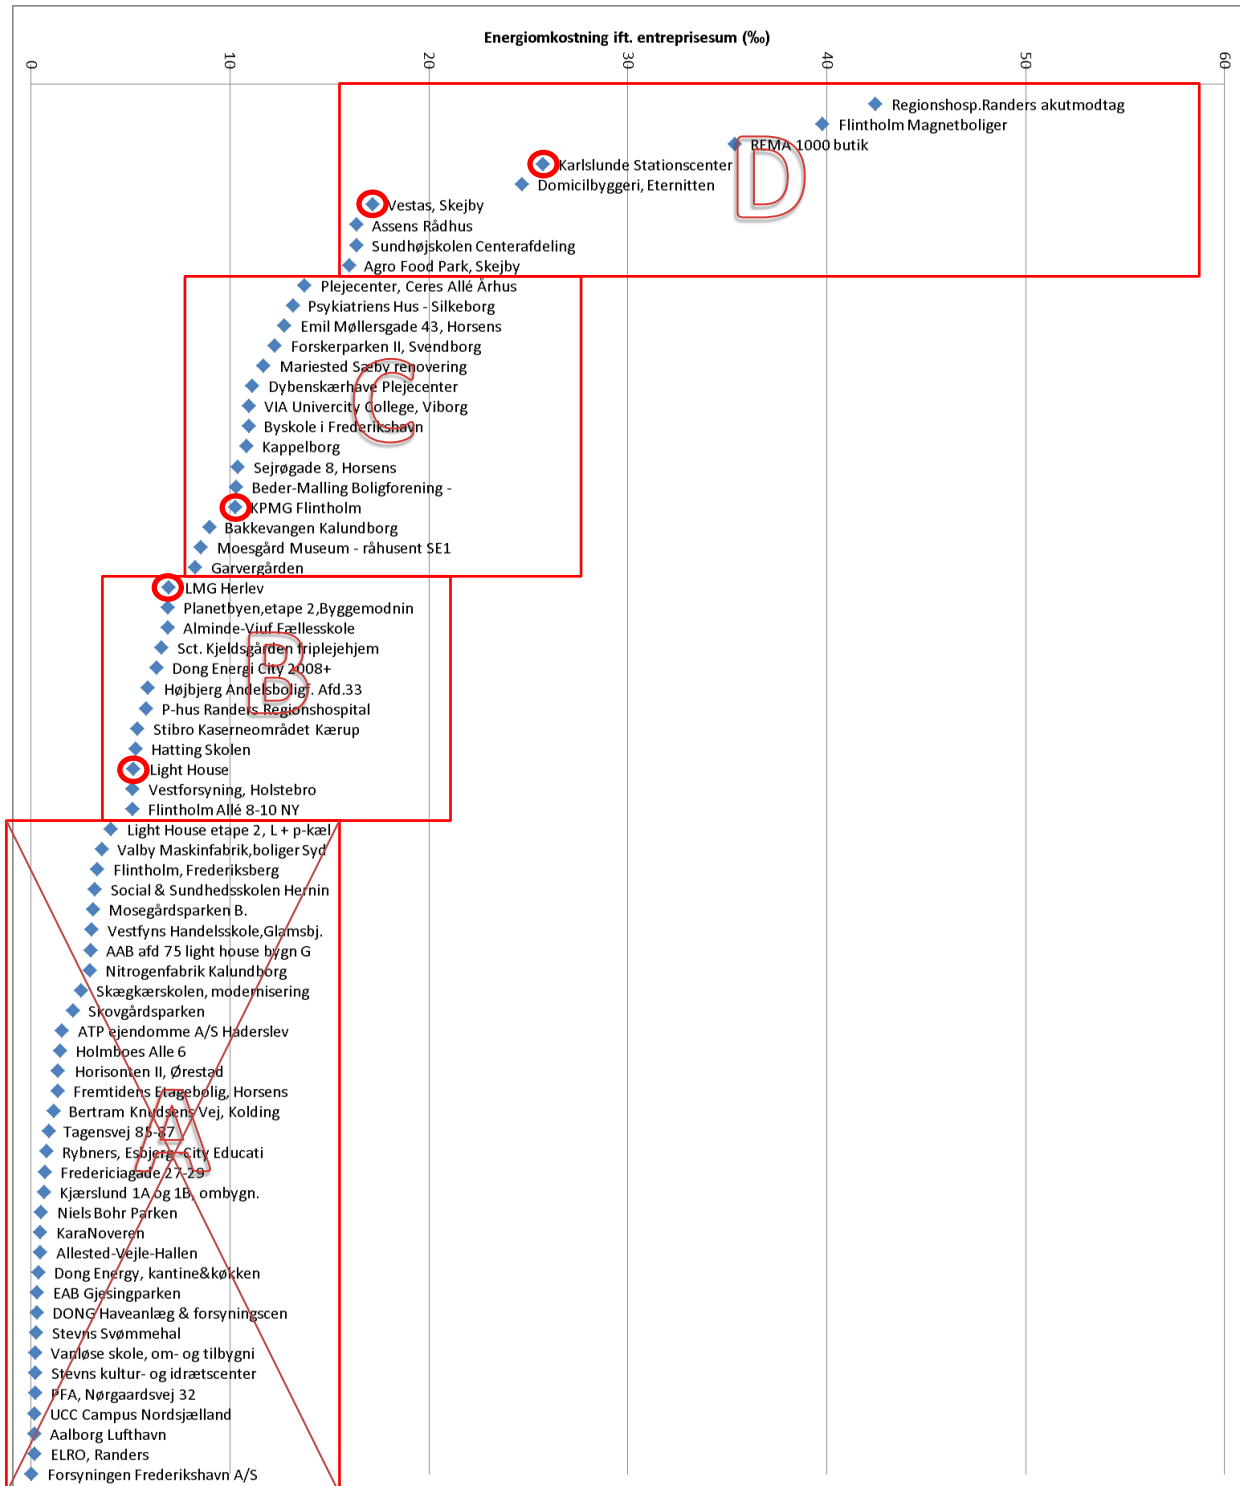 Energiomkostning ift. entreprisesum (‰)
0 10 20 30 40 50 60
Regionshosp.Randers akutmodtag
Flintholm Magnetboliger
REMA 1000 butik
Karlslunde Stationscenter
D
Domicilbyggeri, Eternitten
Vestas, Skejby
Assens Rådhus
Sundhøjskolen Centerafdeling
Agro Food Park, Skejby
Plejecenter, Ceres Allé Århus
Psykiatriens Hus - Silkeborg
Emil Møllersgade 43, Horsens
Forskerparken II, Svendborg
Mariested Sæby renovering
Dybenskærhave Plejecenter
C
VIA Univercity College, Viborg
Byskole i Frederikshavn
Kappelborg
Sejrøgade 8, Horsens
Beder-Malling Boligforening -
KPMG Flintholm
Bakkevangen Kalundborg
Moesgård Museum - råhusent SE1
Garvergården
LMG Herlev
Planetbyen,etape 2,Byggemodnin
Alminde-Viuf Fællesskole
Sct. Kjeldsgården friplejehjem
B
Dong Energi City 2008+
Højbjerg Andelsboligf. Afd.33
P-hus Randers Regionshospital
Stibro Kaserneområdet Kærup
Hatting Skolen
Light House
Vestforsyning, Holstebro
Flintholm Allé 8-10 NY
Light House etape 2, L + p-kæl
Valby Maskinfabrik,boliger Syd
Flintholm, Frederiksberg
Social & Sundhedsskolen Hernin
Mosegårdsparken B.
Vestfyns Handelsskole,Glamsbj.
AAB afd 75 light house bygn G
Nitrogenfabrik Kalundborg
Skægkærskolen, modernisering
Skovgårdsparken
ATP ejendomme A/S Haderslev
Holmboes Alle 6
Horisonten II, Ørestad
Fremtidens Etagebolig, Horsens
Bertram Knudsens Vej, Kolding
A
Tagensvej 85-87
Rybners, Esbjerg -City Educati
Fredericiagade 27-29
Kjærslund 1A og 1B, ombygn.
Niels Bohr Parken
KaraNoveren
Allested-Vejle-Hallen
Dong Energy, kantine&køkken
EAB Gjesingparken
DONG Haveanlæg & forsyningscen
Stevns Svømmehal
Vanløse skole, om- og tilbygni
Stevns kultur- og idrætscenter
PFA, Nørgaardsvej 32
UCC Campus Nordsjælland
Aalborg Lufthavn
ELRO, Randers
Forsyningen Frederikshavn A/S